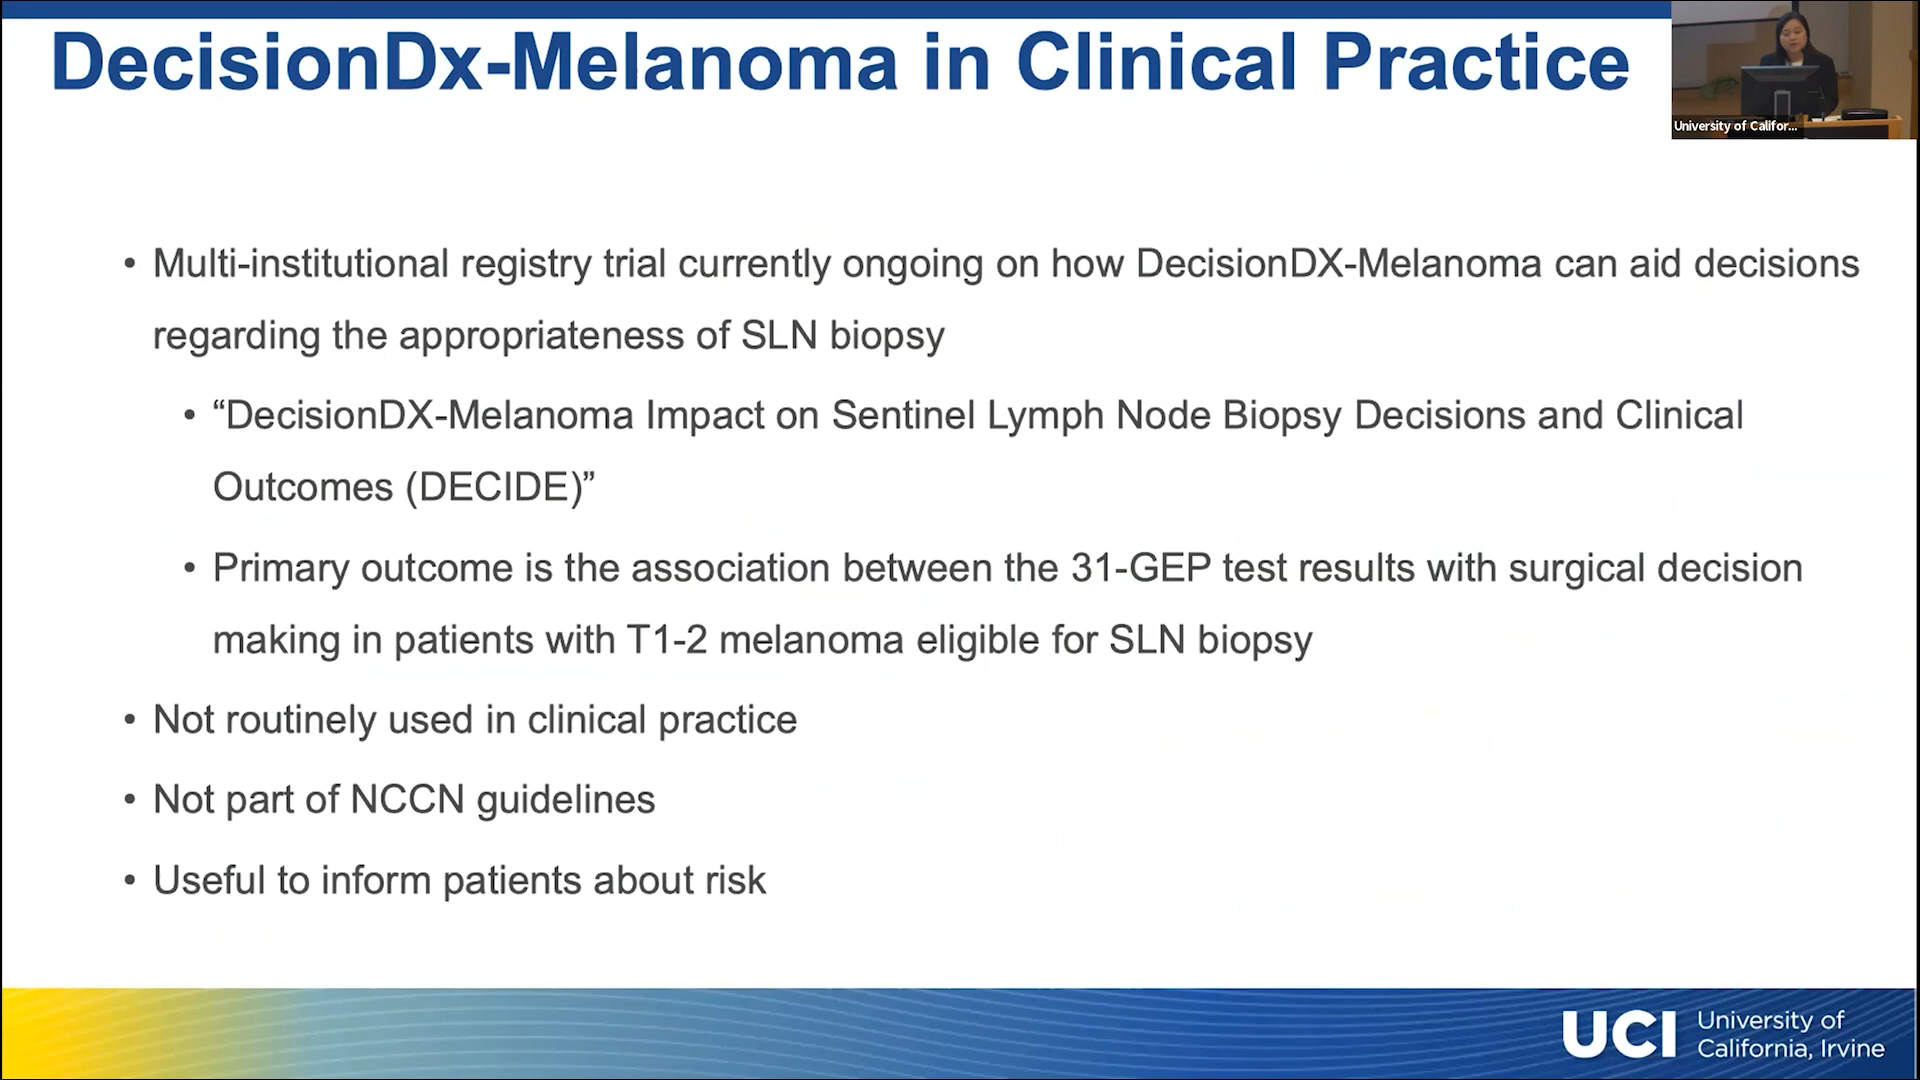 DecisionDx-Melanoma in Clinical Practice
University of Califor...
• Multi-institutional registry trial currently ongoing on how DecisionDX-Melanoma can aid decisions
regarding the appropriateness of SLN biopsy
• “DecisionDX-Melanoma Impact on Sentinel Lymph Node Biopsy Decisions and Clinical
Outcomes (DECIDE)”
• Primary outcome is the association between the 31-GEP test results with surgical decision
making in patients with T1-2 melanoma eligible for SLN biopsy
• Not routinely used in clinical practice
• Not part of NCCN guidelines
• Useful to inform patients about risk
UCI University of
California, Irvine